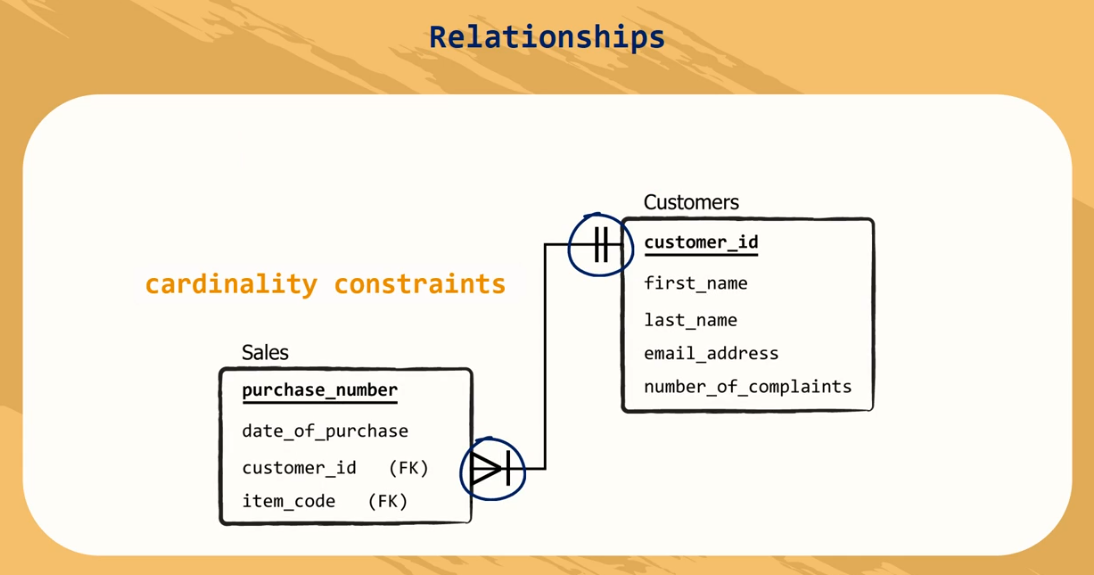 Relationships
cardinality constraints
Customers
customer_id
first_name
last_name
email_address
number_of_complaints
Sales
purchase_number
date_of_purchase
customer_id (FK)
item_code (FK)